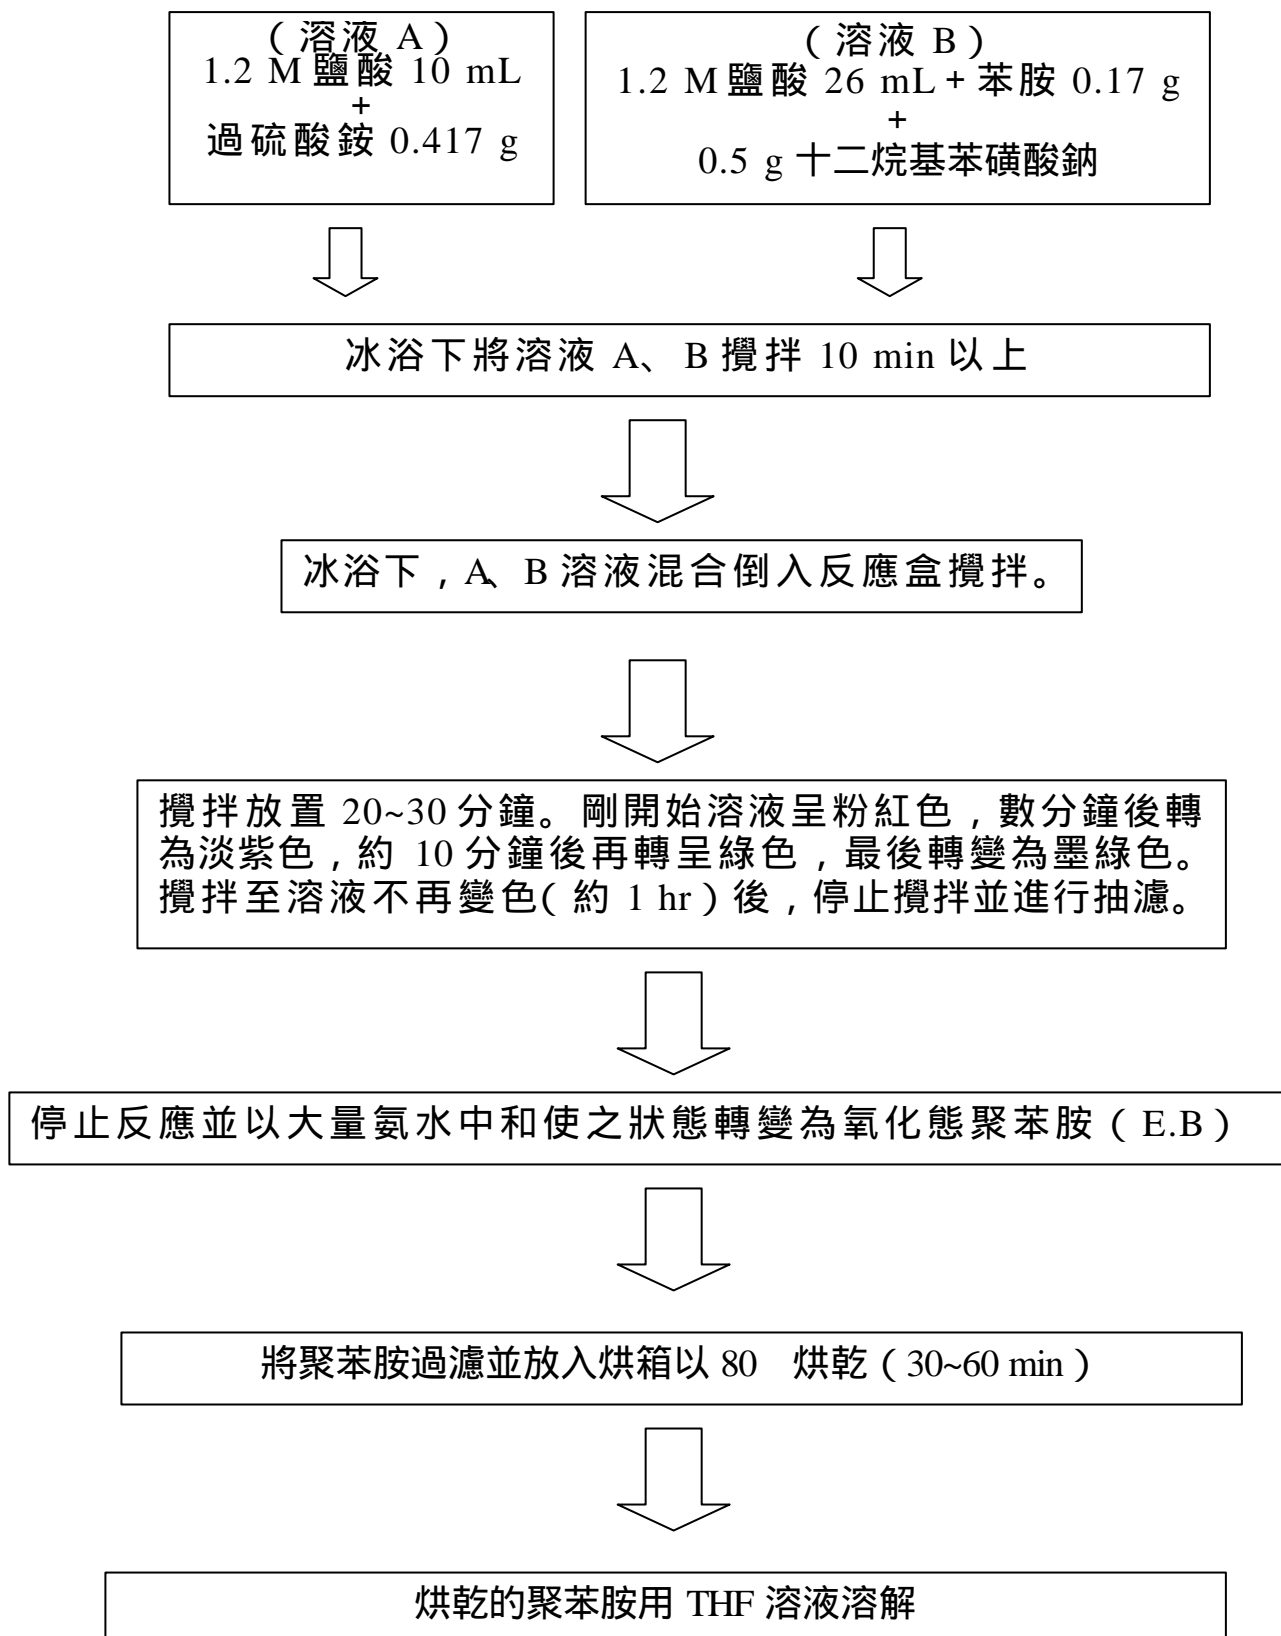 （溶液 A）
1.2 M 鹽酸 10 mL
+
過硫酸銨 0.417 g
（溶液 B）
1.2 M 鹽酸 26 mL + 苯胺 0.17 g
+
0.5 g 十二烷基苯磺酸鈉
冰浴下將溶液 A、B 攪拌 10 min 以上
冰浴下，A、B 溶液混合倒入反應盒攪拌。
攪拌放置 20~30 分鐘。剛開始溶液呈粉紅色，數分鐘後轉
為淡紫色，約 10 分鐘後再轉呈綠色，最後轉變為墨綠色。
攪拌至溶液不再變色（約 1 hr）後，停止攪拌並進行抽濾。
停止反應並以大量氨水中和使之狀態轉變為氧化態聚苯胺（E.B）
將聚苯胺過濾並放入烘箱以 80 烘乾（30~60 min）
烘乾的聚苯胺用 THF 溶液溶解